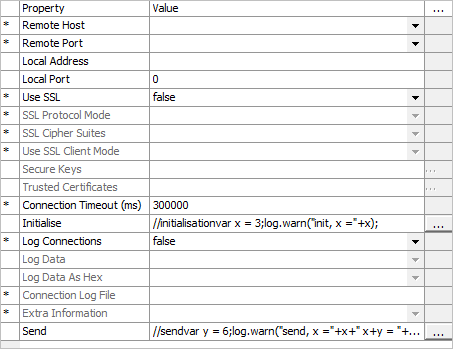 Property Value ...
* Remote Host
* Remote Port
Local Address
Local Port 0
* Use SSL false
* SSL Protocol Mode
* SSL Cipher Suites
* Use SSL Client Mode
Secure Keys ...
Trusted Certificates ...
* Connection Timeout (ms) 300000
Initialise //initialisationvar x = 3;log.warn("init, x ="+x); ...
* Log Connections false
Log Data
Log Data As Hex
* Connection Log File
* Extra Information
Send //sendvar y = 6;log.warn("send, x ="+x+" x+y = "+... ...